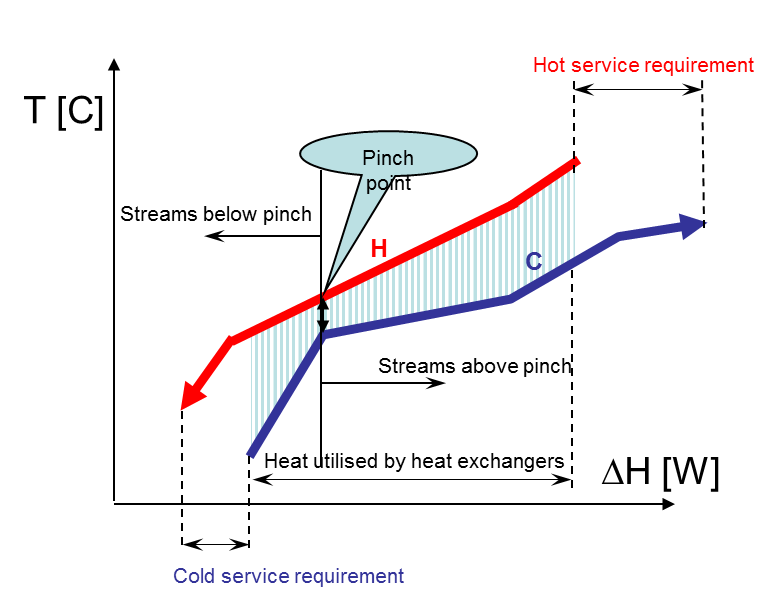 Hot service requirement
T [C]
Pinch
point
Streams below pinch
H
C
Streams above pinch
Heat utilised by heat exchangers
ΔH [W]
Cold service requirement